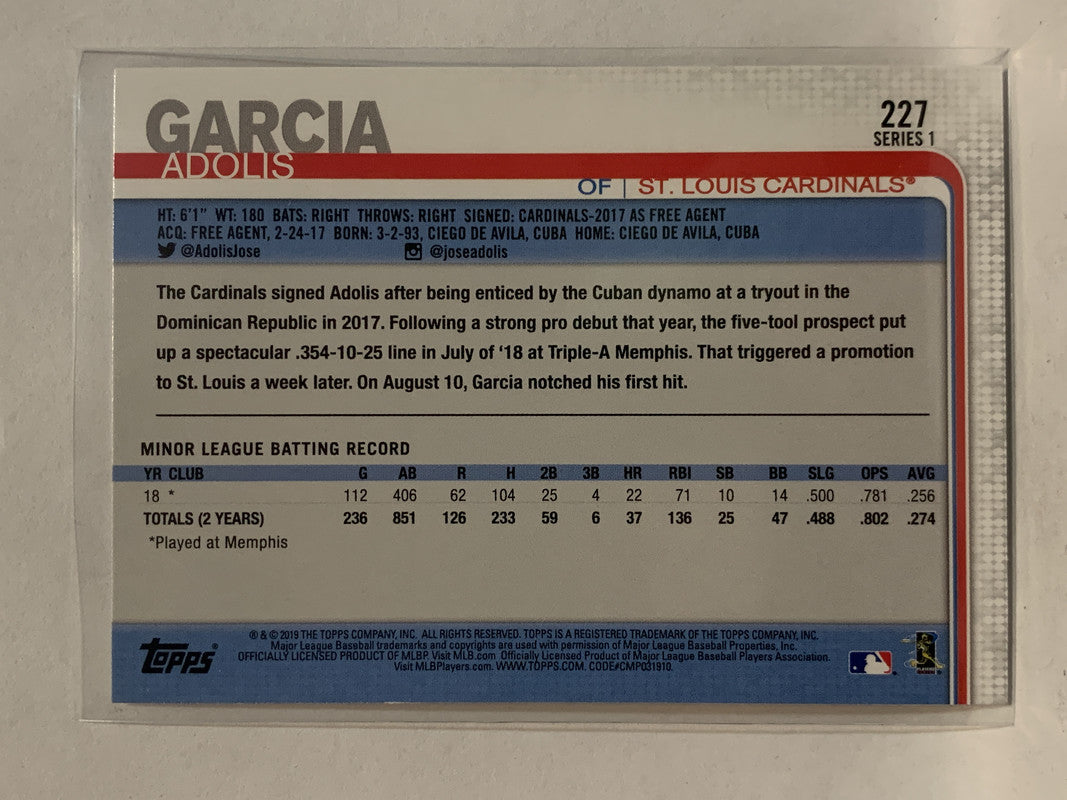 GARCIA
ADOLIS
227
SERIES 1
OF | ST. LOUIS CARDINALS®
HT: 6'1" WT: 180 BATS: RIGHT THROWS: RIGHT SIGNED: CARDINALS-2017 AS FREE AGENT
ACQ: FREE AGENT, 2-24-17 BORN: 3-2-93, CIEGO DE AVILA, CUBA HOME: CIEGO DE AVILA, CUBA
@AdolisJose @joseadolis
The Cardinals signed Adolis after being enticed by the Cuban dynamo at a tryout in the
Dominican Republic in 2017. Following a strong pro debut that year, the five-tool prospect put
up a spectacular .354-10-25 line in July of '18 at Triple-A Memphis. That triggered a promotion
to St. Louis a week later. On August 10, Garcia notched his first hit.
MINOR LEAGUE BATTING RECORD
YR CLUB G AB R H 2B 3B HR RBI SB BB SLG OPS AVG
18 * 112 406 62 104 25 4 22 71 10 14 .500 .781 .256
TOTALS (2 YEARS) 236 851 126 233 59 6 37 136 25 47 .488 .802 .274
*Played at Memphis
topps®
® & © 2019 THE TOPPS COMPANY, INC. ALL RIGHTS RESERVED. TOPPS IS A REGISTERED TRADEMARK OF THE TOPPS COMPANY, INC.
Major League Baseball trademarks and copyrights are used with permission of Major League Baseball Properties, Inc.
OFFICIALLY LICENSED PRODUCT OF MLBP. Visit MLB.com Officially Licensed Product of Major League Baseball Players Association.
Visit MLBPlayers.com. WWW.TOPPS.COM. CODE#CMP031910.